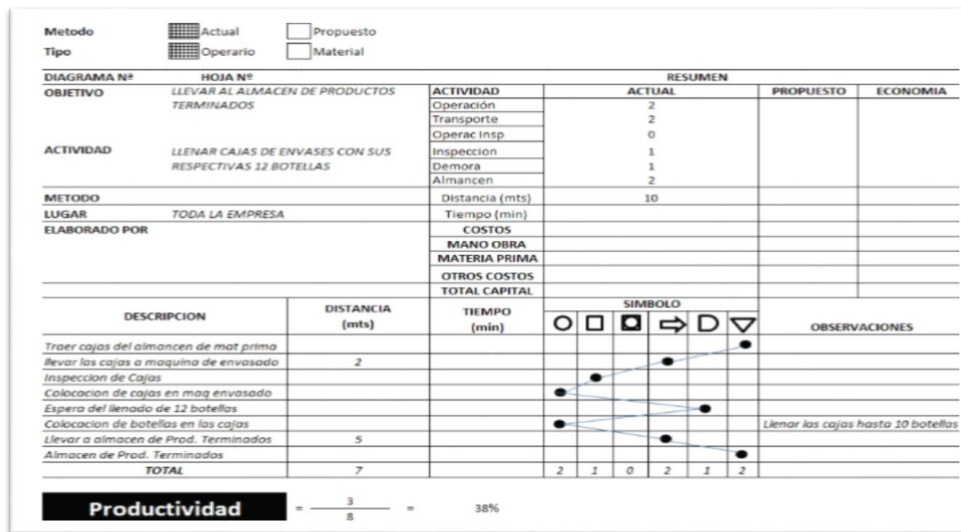 Metodo Actual Propuesto
Tipo Operario Material
DIAGRAMA Nª HOJA Nº RESUMEN
OBJETIVO LLEVAR AL ALMACEN DE PRODUCTOS ACTIVIDAD ACTUAL PROPUESTO ECONOMIA
TERMINADOS Operación 2
Transporte 2
Operac Insp 0
ACTIVIDAD LLENAR CAJAS DE ENVASES CON SUS Inspeccion 1
RESPECTIVAS 12 BOTELLAS Demora 1
Almancen 2
METODO Distancia (mts) 10
LUGAR TODA LA EMPRESA Tiempo (min)
ELABORADO POR COSTOS
MANO OBRA
MATERIA PRIMA
OTROS COSTOS
TOTAL CAPITAL
DESCRIPCION DISTANCIA (mts) TIEMPO (min) SIMBOLO OBSERVACIONES
Traer cajas del almancen de mat prima
llevar las cajas a maquina de envasado 2
Inspeccion de Cajas
Colocacion de cajas en maq envasado
Espera del llenado de 12 botellas
Colocacion de botellas en las cajas Llenar las cajas hasta 10 botellas
Llevar a almacen de Prod. Terminados 5
Almacen de Prod. Terminados
TOTAL 7 2 1 0 2 1 2
Productividad = 3 / 8 = 38%